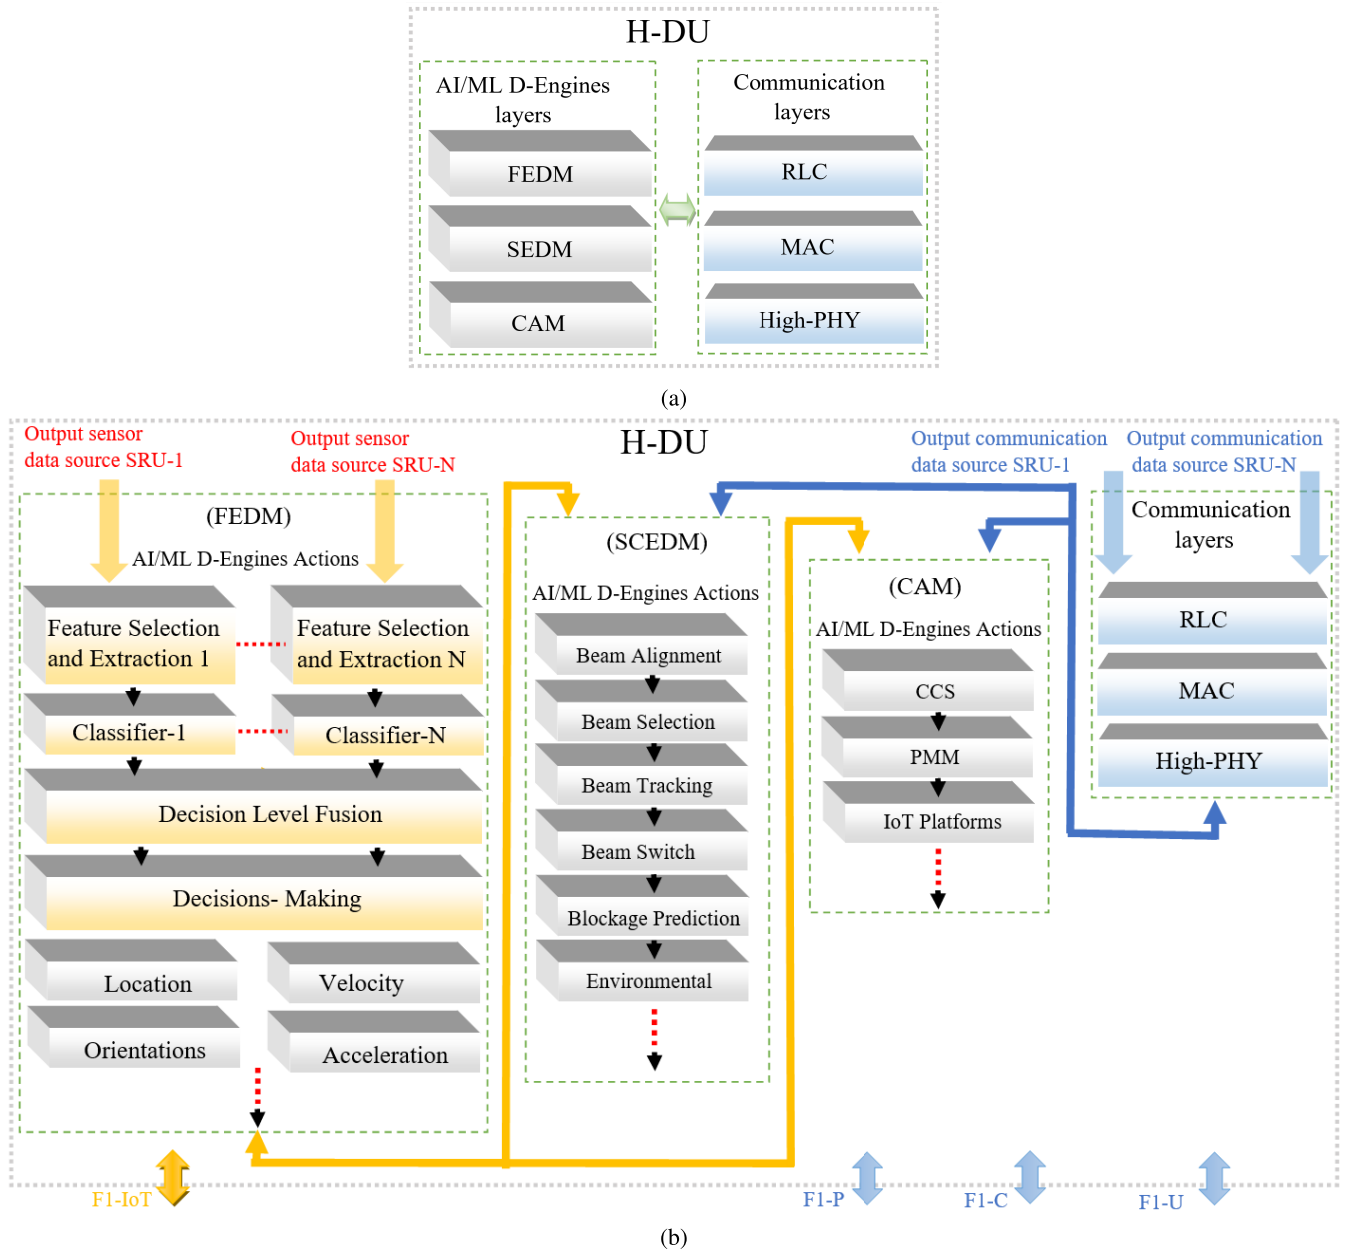 H-DU
AI/ML D-Engines
layers
FEDM
SEDM
CAM
Communication
layers
RLC
MAC
High-PHY
(a)
H-DU
Output sensor
data source SRU-1
Output sensor
data source SRU-N
(FEDM)
AI/ML D-Engines Actions
Feature Selection
and Extraction 1
Feature Selection
and Extraction N
Classifier-1
Classifier-N
Decision Level Fusion
Decisions- Making
Location
Velocity
Orientations
Acceleration
(SCEDM)
AI/ML D-Engines Actions
Beam Alignment
Beam Selection
Beam Tracking
Beam Switch
Blockage Prediction
Environmental
(CAM)
AI/ML D-Engines Actions
CCS
PMM
IoT Platforms
Output communication
data source SRU-1
Output communication
data source SRU-N
Communication
layers
RLC
MAC
High-PHY
F1-IoT
F1-P
F1-C
F1-U
(b)